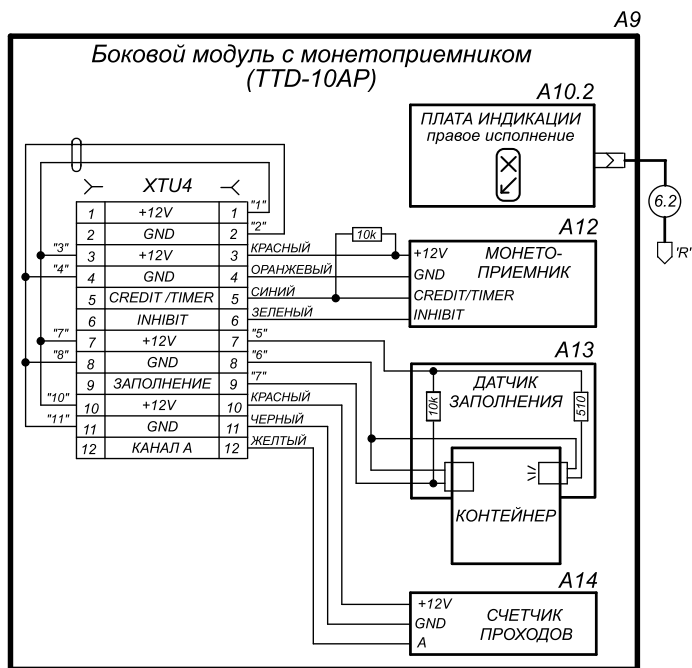 A9
Боковой модуль с монетоприемником
(TTD-10AP)
A10.2
ПЛАТА ИНДИКАЦИИ
правое исполнение
6.2
'R'
XTU4
1 +12V 1 "1"
2 GND 2 "2"
"3" 3 +12V 3 КРАСНЫЙ
"4" 4 GND 4 ОРАНЖЕВЫЙ
5 CREDIT /TIMER 5 СИНИЙ
6 INHIBIT 6 ЗЕЛЕНЫЙ
"7" 7 +12V 7 "5"
"8" 8 GND 8 "6"
9 ЗАПОЛНЕНИЕ 9 "7"
"10" 10 +12V 10 КРАСНЫЙ
"11" 11 GND 11 ЧЕРНЫЙ
12 КАНАЛ А 12 ЖЕЛТЫЙ
10k
A12
+12V
GND
CREDIT/TIMER
INHIBIT
МОНЕТО-
ПРИЕМНИК
A13
ДАТЧИК
ЗАПОЛНЕНИЯ
10k
510
КОНТЕЙНЕР
A14
+12V
GND
A
СЧЕТЧИК
ПРОХОДОВ